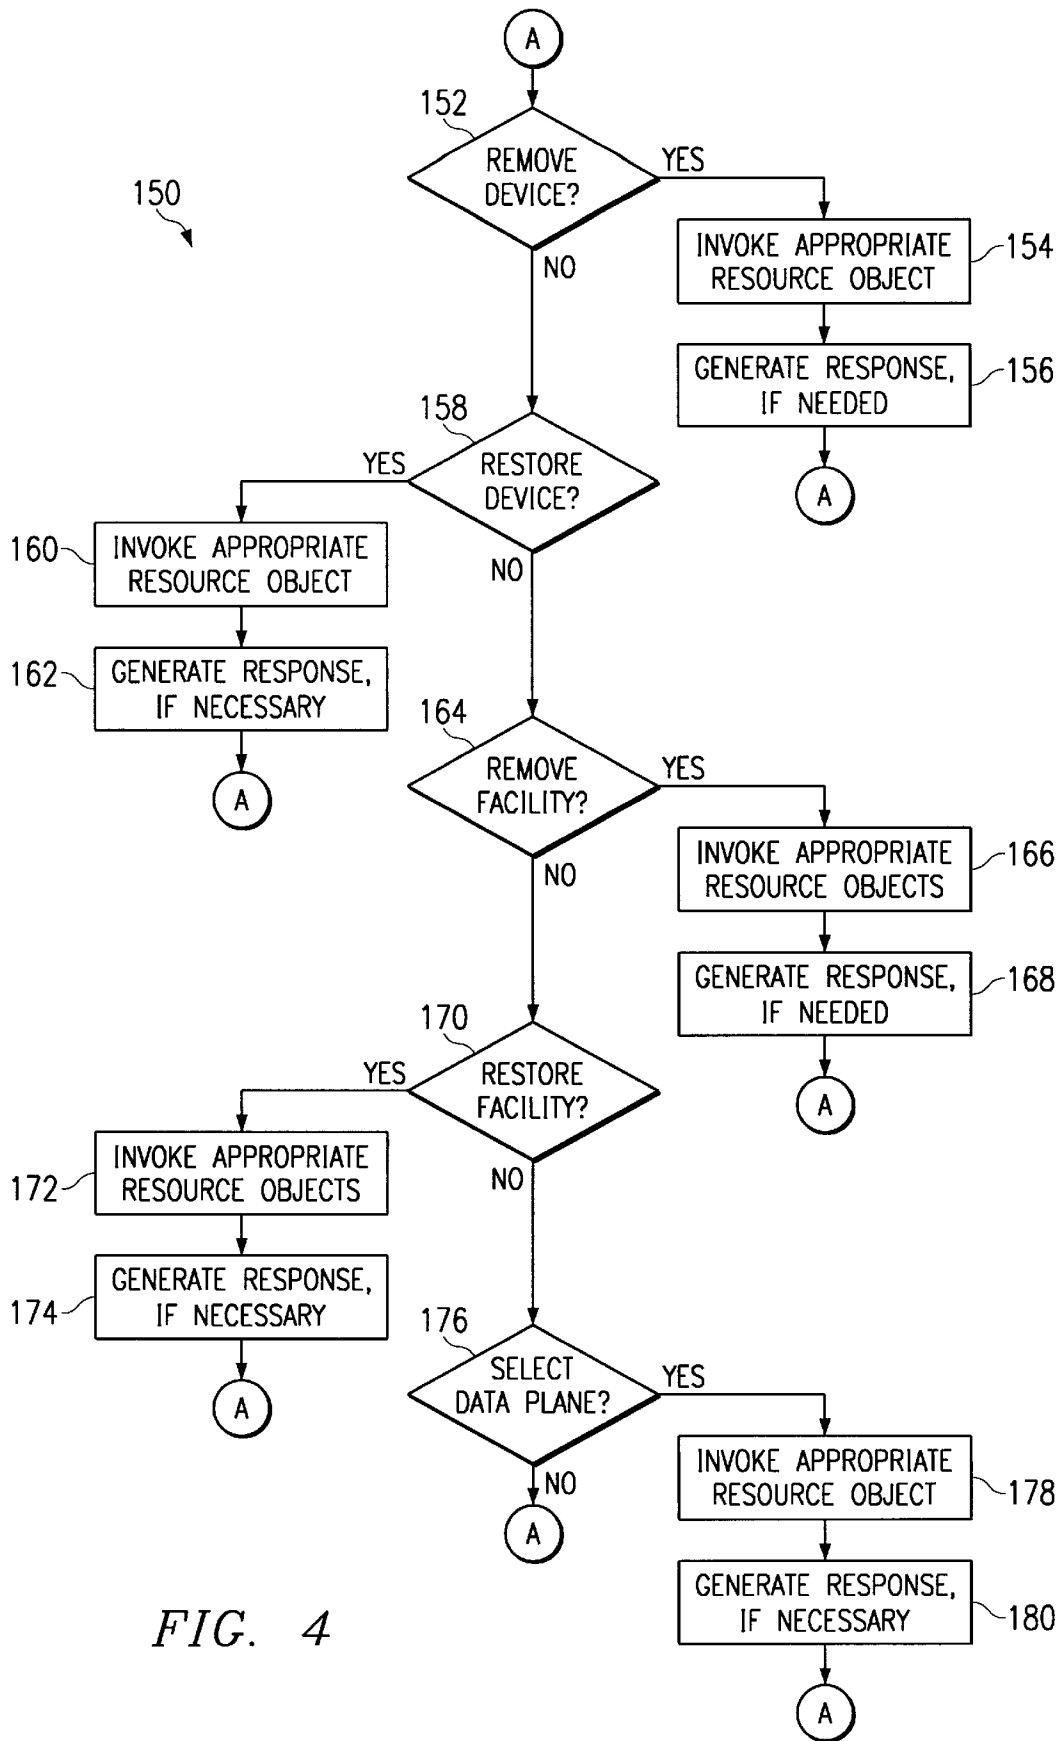 A
152
REMOVE
DEVICE?
YES
NO
150
INVOKE APPROPRIATE
RESOURCE OBJECT
154
GENERATE RESPONSE,
IF NEEDED
156
A
158
RESTORE
DEVICE?
YES
NO
160
INVOKE APPROPRIATE
RESOURCE OBJECT
162
GENERATE RESPONSE,
IF NECESSARY
A
164
REMOVE
FACILITY?
YES
NO
INVOKE APPROPRIATE
RESOURCE OBJECTS
166
GENERATE RESPONSE,
IF NEEDED
168
A
170
RESTORE
FACILITY?
YES
NO
172
INVOKE APPROPRIATE
RESOURCE OBJECTS
174
GENERATE RESPONSE,
IF NECESSARY
A
176
SELECT
DATA PLANE?
YES
NO
A
INVOKE APPROPRIATE
RESOURCE OBJECT
178
GENERATE RESPONSE,
IF NECESSARY
180
A
FIG. 4